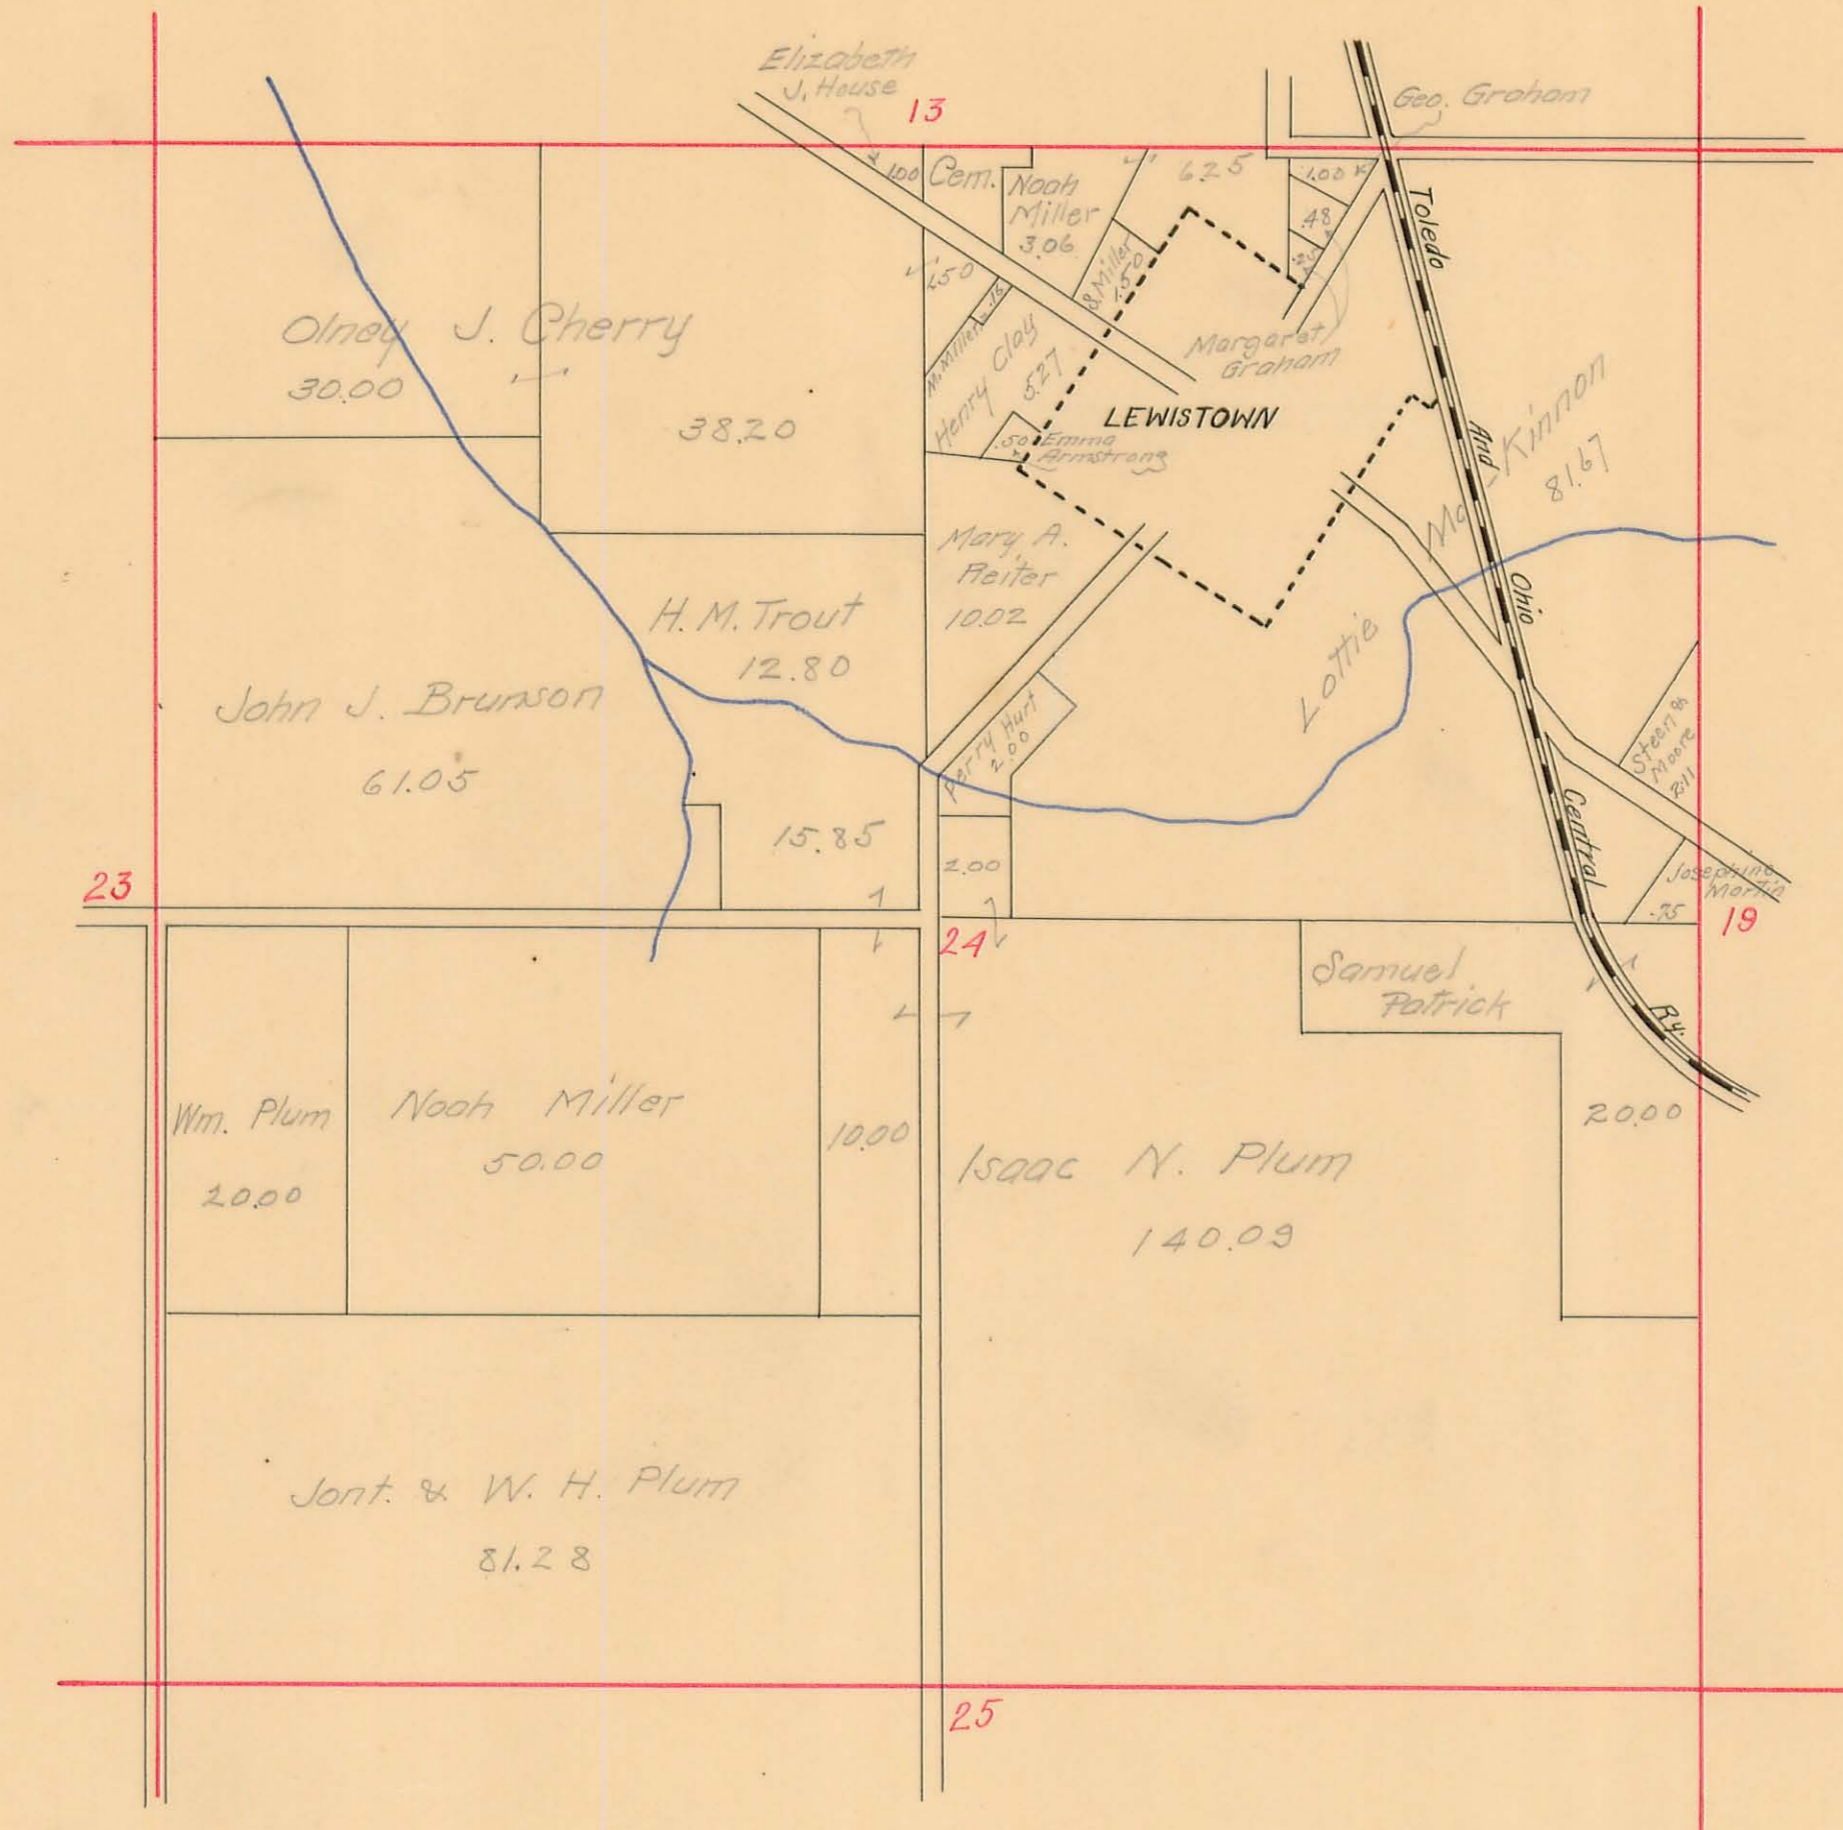 Elizabeth
J. House
13
Geo. Graham
1.00
Cem.
Noah
Miller
3.06
6.25
1.00
.48
Toledo
1.50
S. Miller
1.50
M. Miller
.16
Henry Clay
5.27
Margaret
Graham
Olney J. Cherry
30.00
38.20
LEWISTOWN
.50
Emma
Armstrong
And
Lottie Mac Kinnon
81.67
Mary A.
Reiter
10.02
Ohio
H. M. Trout
12.80
John J. Brunson
61.05
Perry Hurt
2.00
Steen &
Moore
2.11
Central
15.85
2.00
23
Josephine
Martin
.75
19
24
Samuel
Patrick
Ry.
Wm. Plum
20.00
Noah Miller
50.00
10.00
20.00
Isaac N. Plum
140.09
Jont. & W. H. Plum
81.28
25